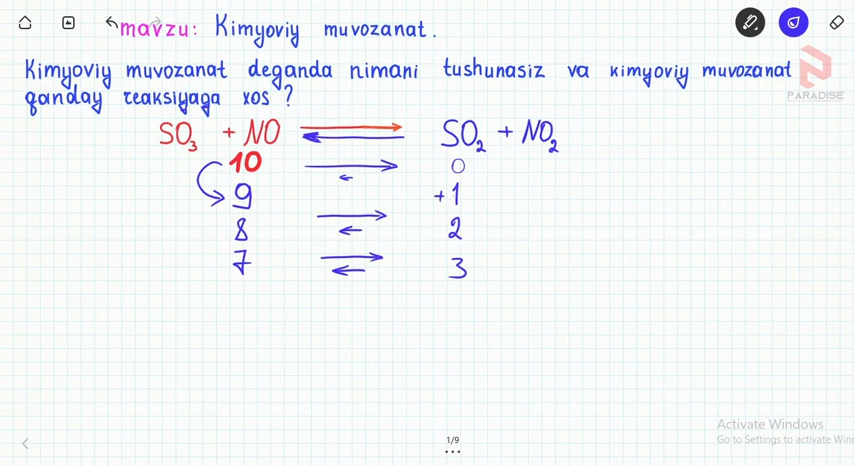 mavzu: Kimyoviy muvozanat.
Kimyoviy muvozanat deganda nimani tushunasiz va kimyoviy muvozanat
qanday reaksiyaga xos ?
PARADISE
SO₃ + NO ⇄ SO₂ + NO₂
10 → ← 0
9 +1
8 → ← 2
7 → ← 3
Activate Windows
Go to Settings to activate Win
1/9